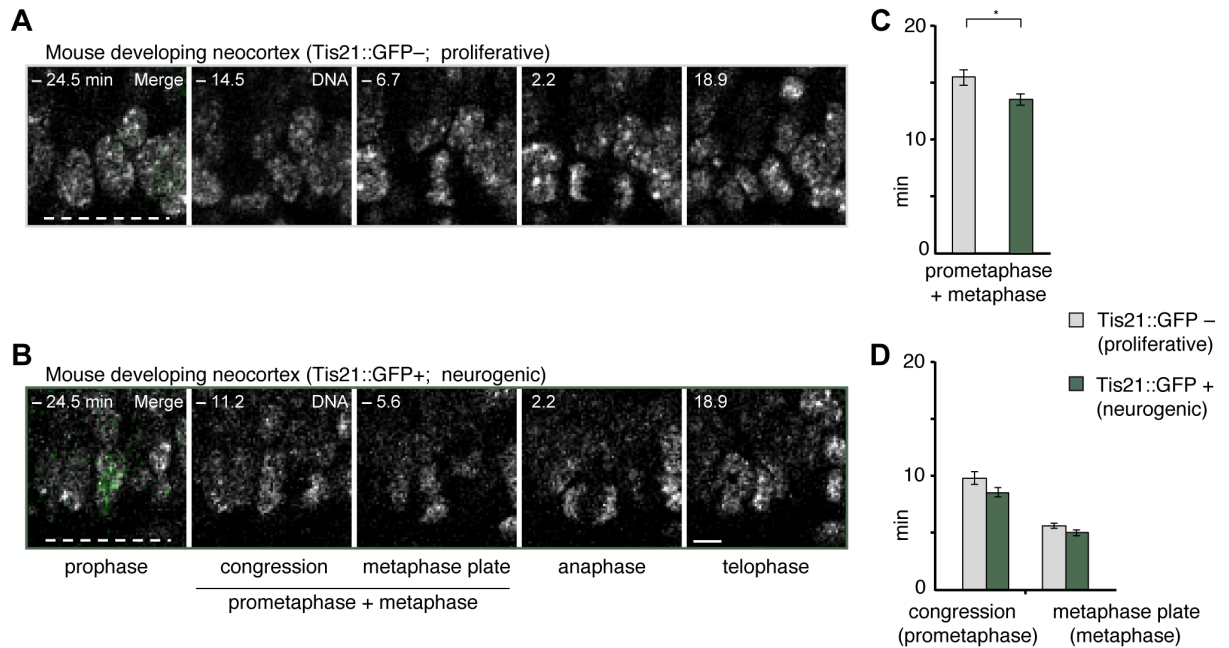 A
Mouse developing neocortex (Tis21::GFP–; proliferative)
– 24.5 min Merge
– 14.5 DNA
– 6.7
2.2
18.9
B
Mouse developing neocortex (Tis21::GFP+; neurogenic)
– 24.5 min Merge
– 11.2 DNA
– 5.6
2.2
18.9
prophase
congression
metaphase plate
anaphase
telophase
prometaphase + metaphase
C
*
20
10
0
min
prometaphase
+ metaphase
Tis21::GFP –
(proliferative)
Tis21::GFP +
(neurogenic)
D
20
10
0
min
congression
(prometaphase)
metaphase plate
(metaphase)